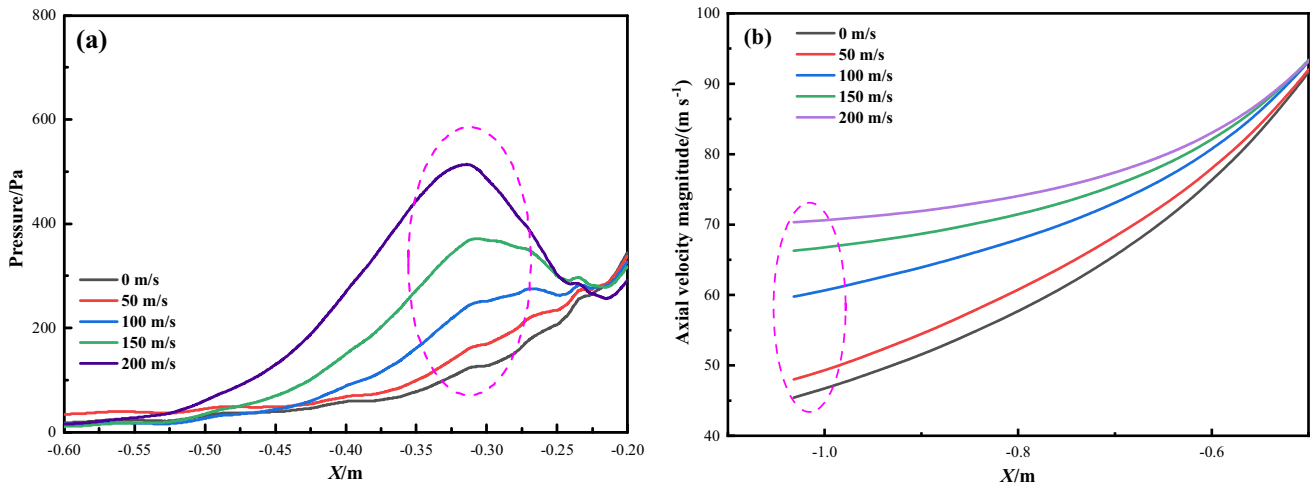 (a)
800
600
400
200
0
Pressure/Pa
0 m/s
50 m/s
100 m/s
150 m/s
200 m/s
-0.60 -0.55 -0.50 -0.45 -0.40 -0.35 -0.30 -0.25 -0.20
X/m
(b)
100
90
80
70
60
50
40
Axial velocity magnitude/(m s⁻¹)
0 m/s
50 m/s
100 m/s
150 m/s
200 m/s
-1.0 -0.8 -0.6
X/m